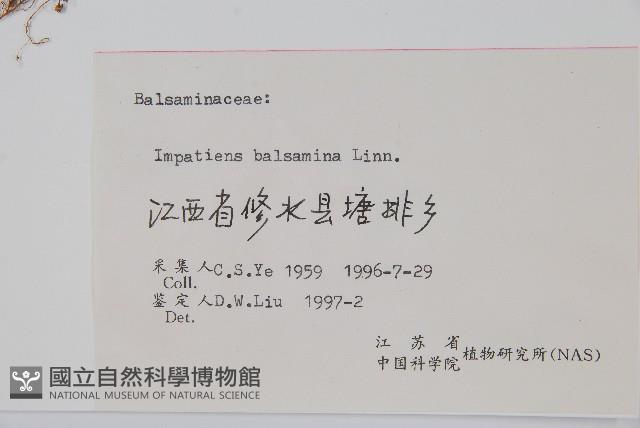 Balsaminaceae:
Impatiens balsamina Linn.
江西省修水县塘排乡
采集人C.S.Ye 1959 1996-7-29
Coll.
鉴定人D.W.Liu 1997-2
Det.
江苏省
中国科学院 植物研究所(NAS)
國立自然科學博物館
NATIONAL MUSEUM OF NATURAL SCIENCE